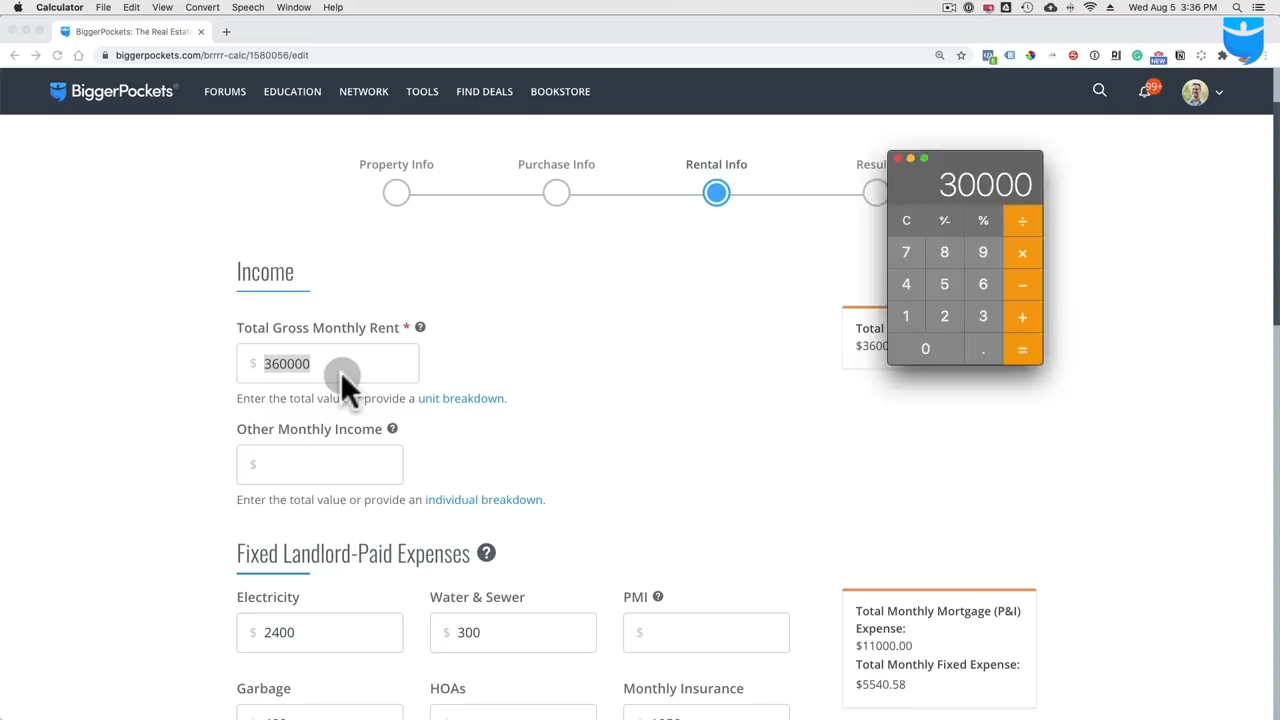 Calculator File Edit View Convert Speech Window Help Wed Aug 5 3:36 PM
BiggerPockets: The Real Estate
biggerpockets.com/brrrr-calc/1580056/edit
NEW
BiggerPockets FORUMS EDUCATION NETWORK TOOLS FIND DEALS BOOKSTORE 99+
Property Info Purchase Info Rental Info
30000
C +/- % ÷
7 8 9 ×
4 5 6 −
1 2 3 +
0 . =
Income
Total Gross Monthly Rent *
Total
$ 360000
Enter the total provide a unit breakdown.
Other Monthly Income
$
Enter the total value or provide an individual breakdown.
Fixed Landlord-Paid Expenses
Electricity Water & Sewer PMI
$ 2400 $ 300 $
Total Monthly Mortgage (P&I)
Expense:
$11000.00
Total Monthly Fixed Expense:
$5540.58
Garbage HOAs Monthly Insurance